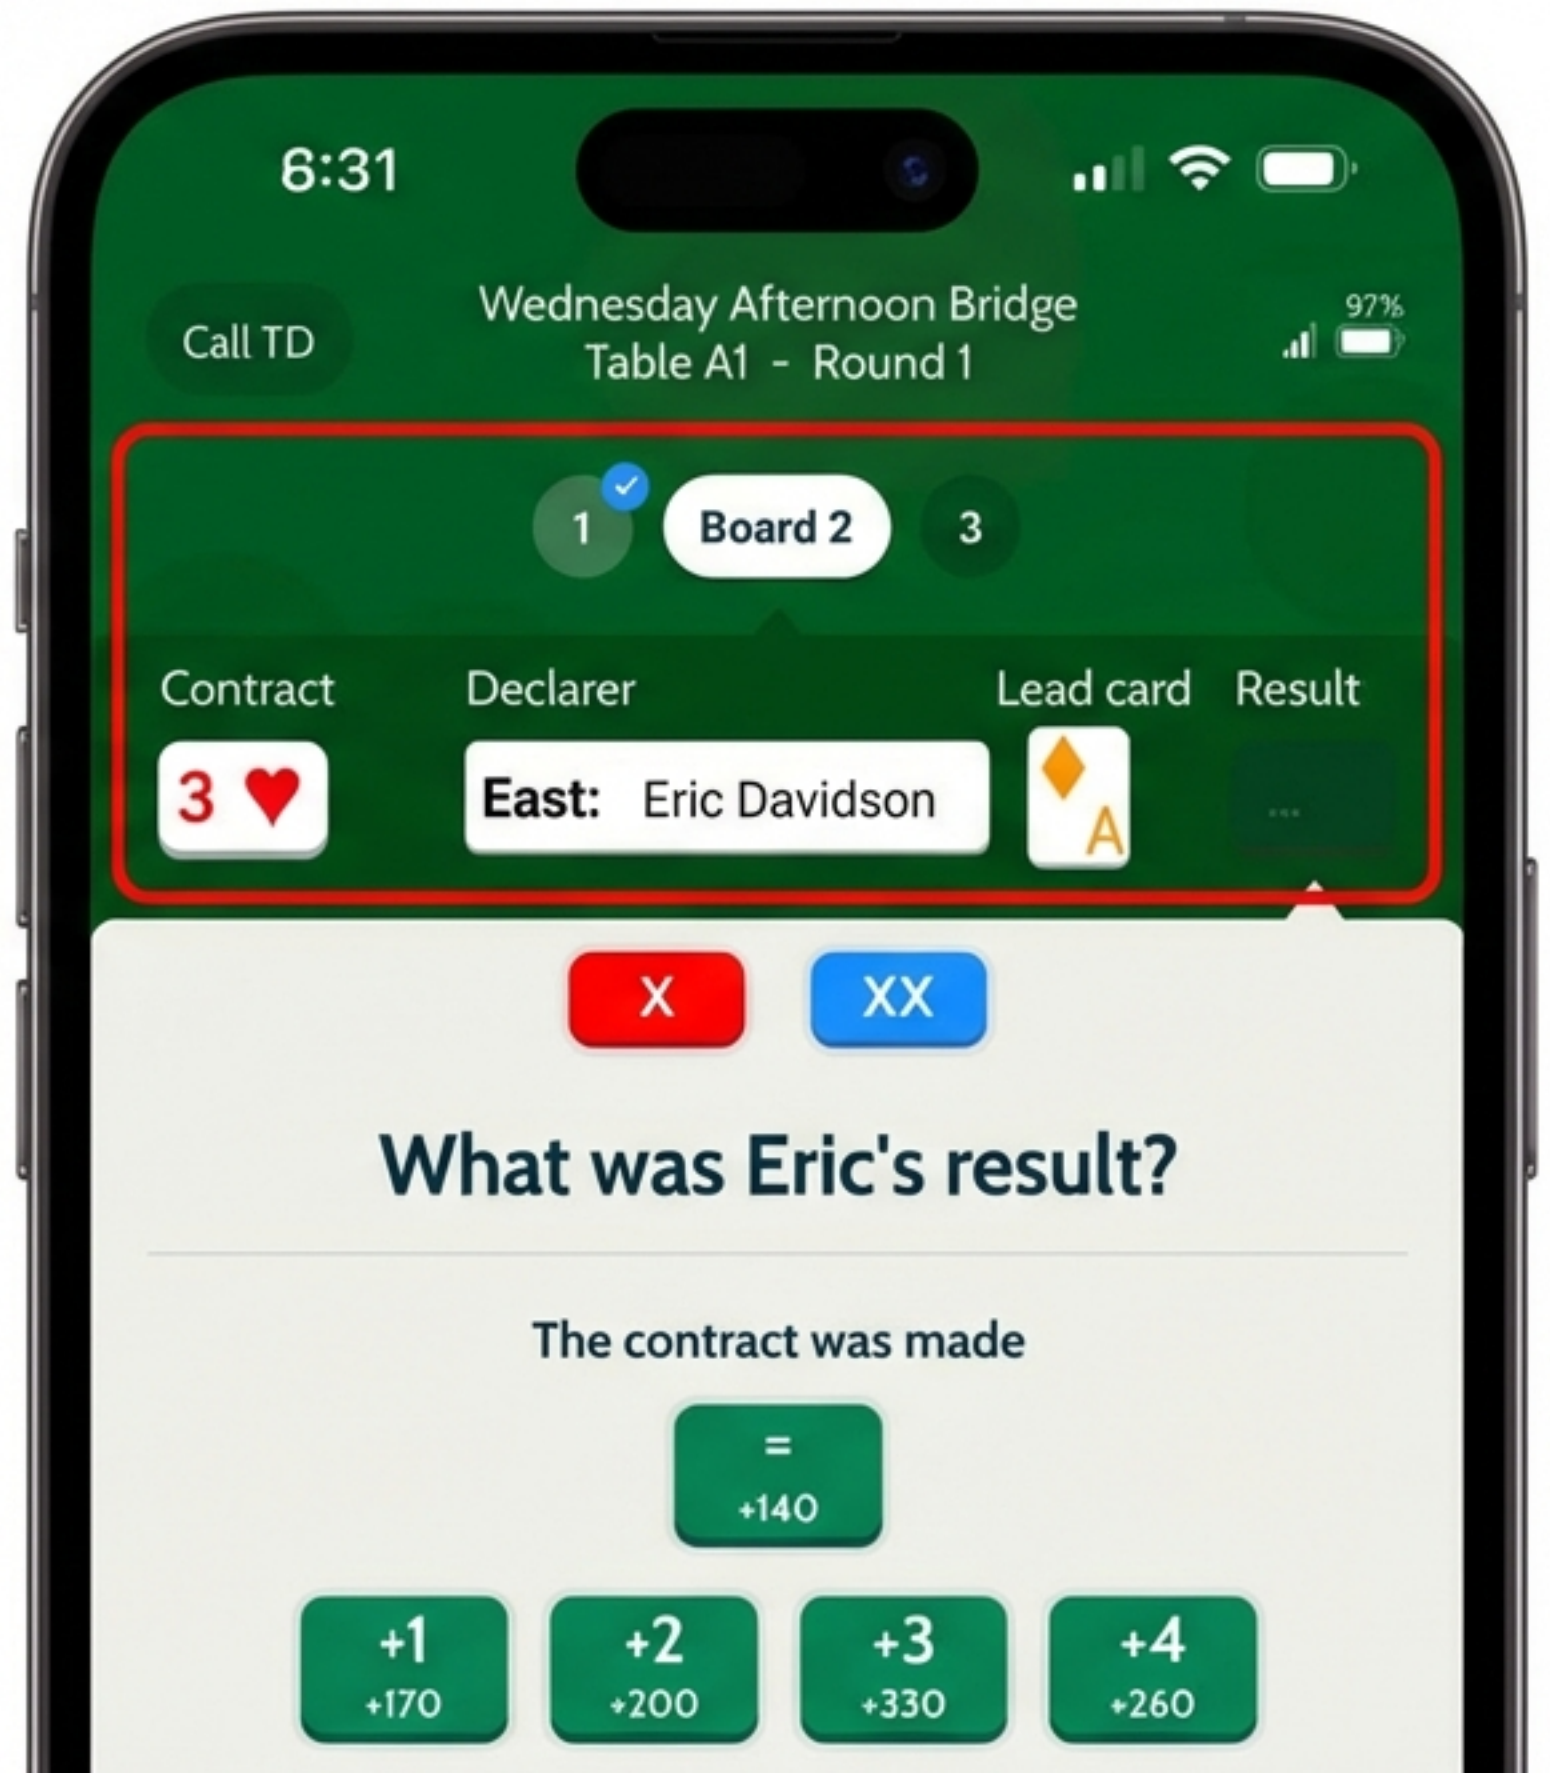 6:31
Call TD
Wednesday Afternoon Bridge
Table A1 - Round 1
97%
1 Board 2 3
Contract Declarer Lead card Result
3 ♥ East: Eric Davidson ♦ A ...
X XX
What was Eric's result?
The contract was made
=
+140
+1 +2 +3 +4
+170 +200 +330 +260